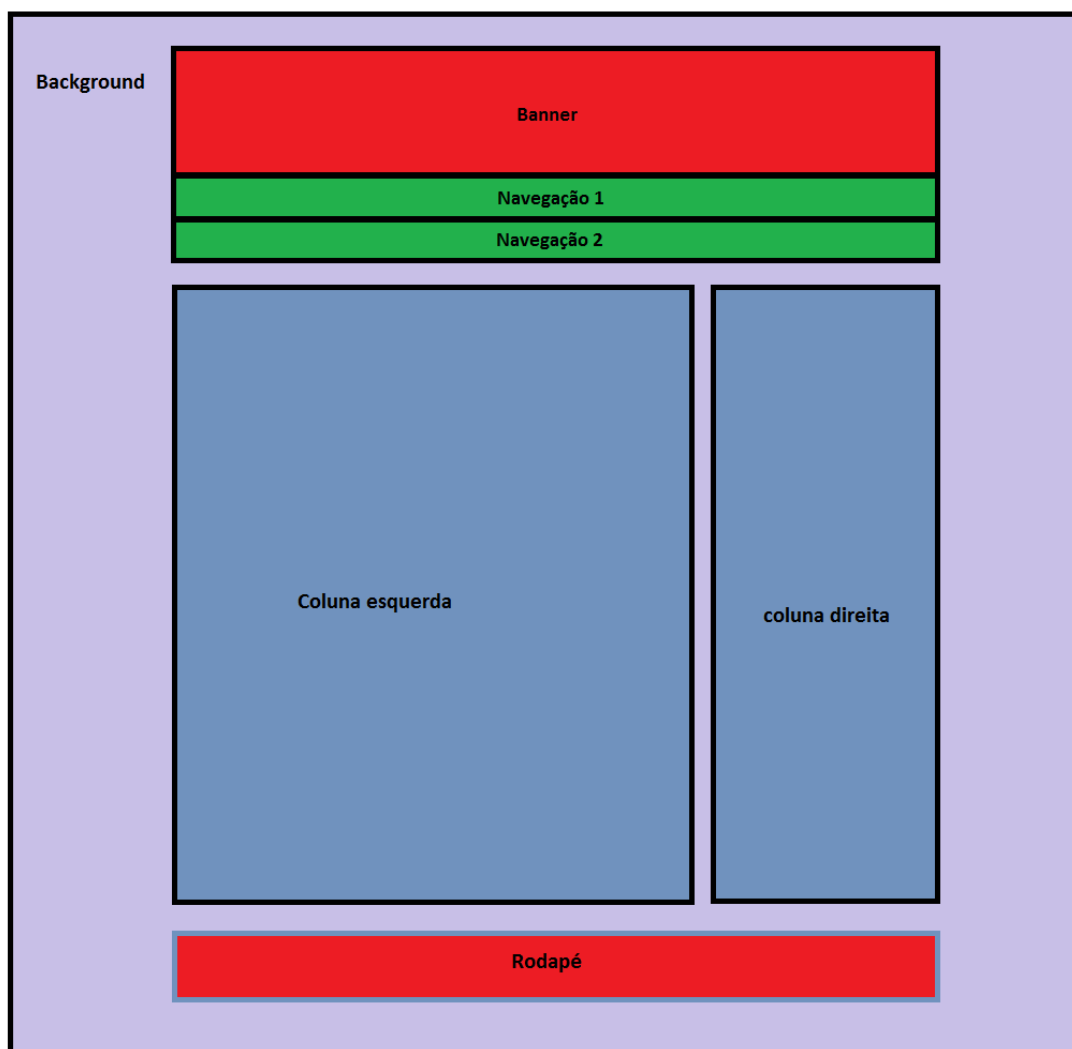 Background
Banner
Navegação 1
Navegação 2
Coluna esquerda
coluna direita
Rodapé